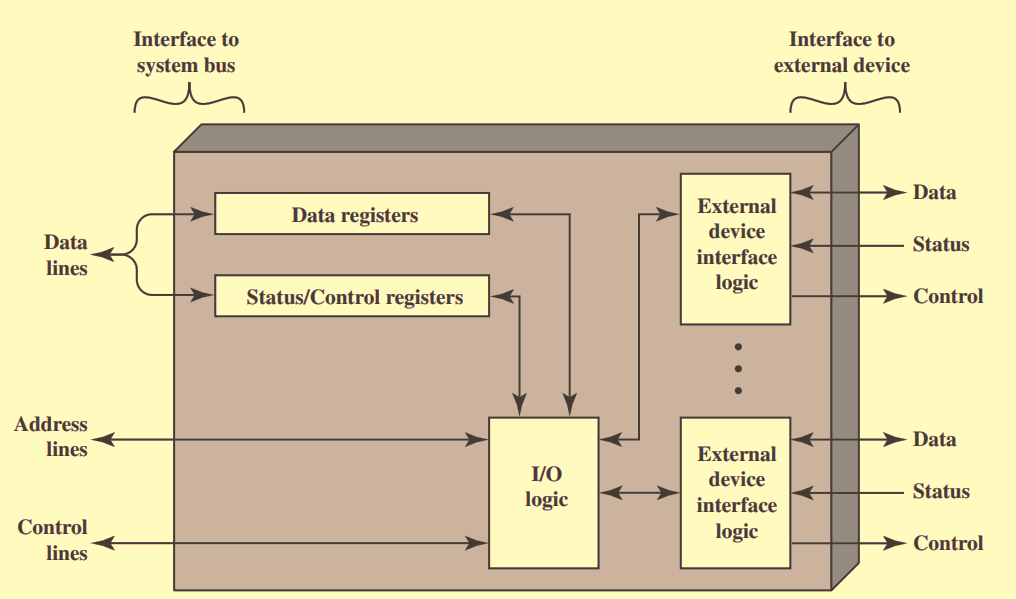 Interface to
system bus
Interface to
external device
Data registers
Status/Control registers
Data
lines
Address
lines
Control
lines
I/O
logic
External
device
interface
logic
Data
Status
Control
External
device
interface
logic
Data
Status
Control